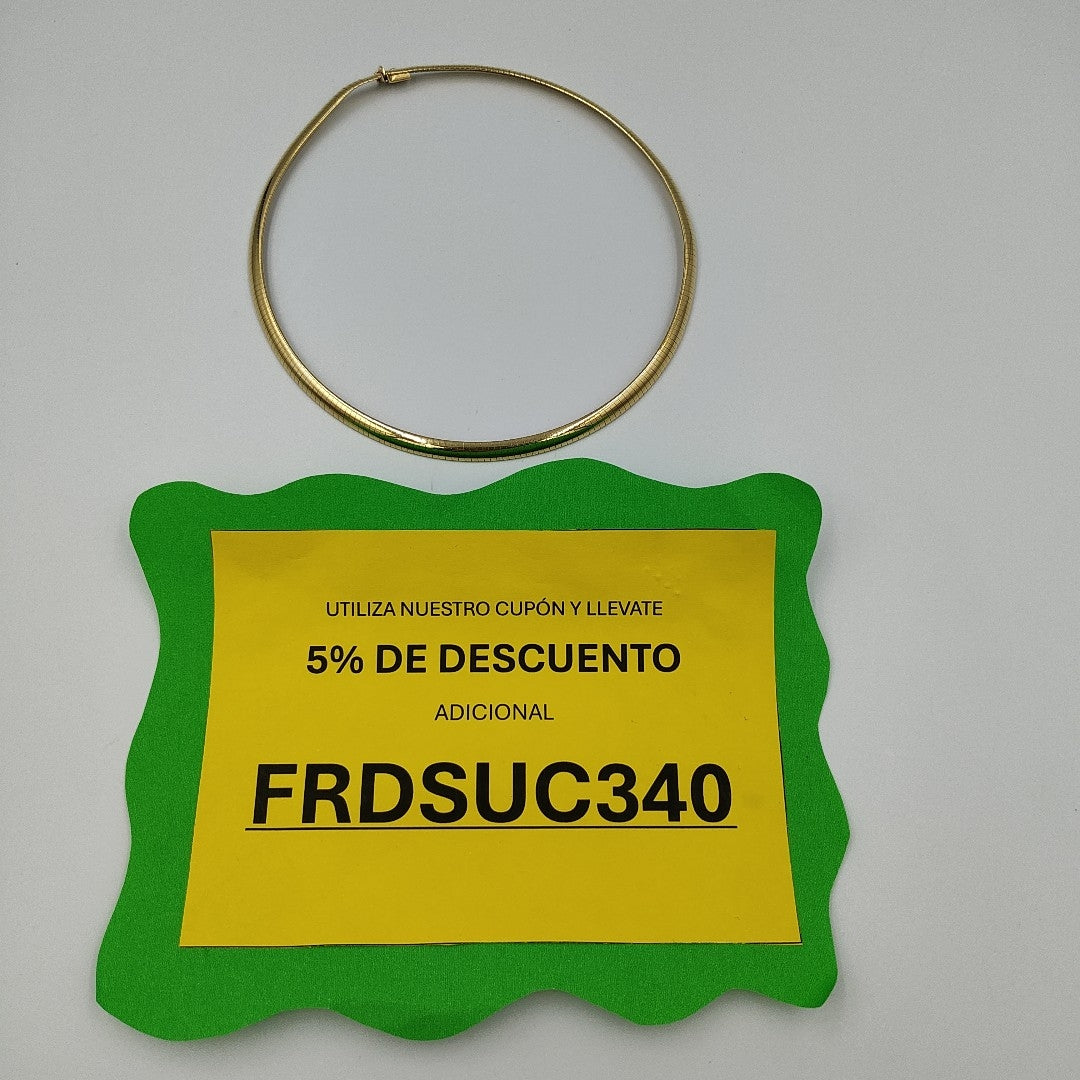 UTILIZA NUESTRO CUPÓN Y LLEVATE
5% DE DESCUENTO
ADICIONAL
FRDSUC340